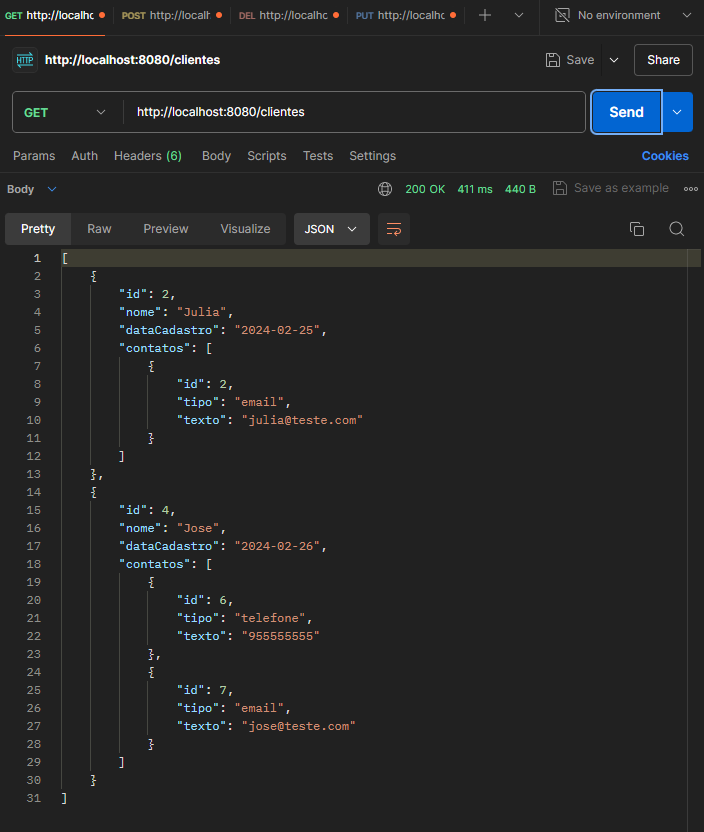 GET http://localhc POST http://localh DEL http://localhc PUT http://localhc No environment
HTTP http://localhost:8080/clientes Save Share
GET http://localhost:8080/clientes Send
Params Auth Headers (6) Body Scripts Tests Settings Cookies
Body 200 OK 411 ms 440 B Save as example
Pretty Raw Preview Visualize JSON
1 [
2 {
3 "id": 2,
4 "nome": "Julia",
5 "dataCadastro": "2024-02-25",
6 "contatos": [
7 {
8 "id": 2,
9 "tipo": "email",
10 "texto": "julia@teste.com"
11 }
12 ]
13 },
14 {
15 "id": 4,
16 "nome": "Jose",
17 "dataCadastro": "2024-02-26",
18 "contatos": [
19 {
20 "id": 6,
21 "tipo": "telefone",
22 "texto": "955555555"
23 },
24 {
25 "id": 7,
26 "tipo": "email",
27 "texto": "jose@teste.com"
28 }
29 ]
30 }
31 ]